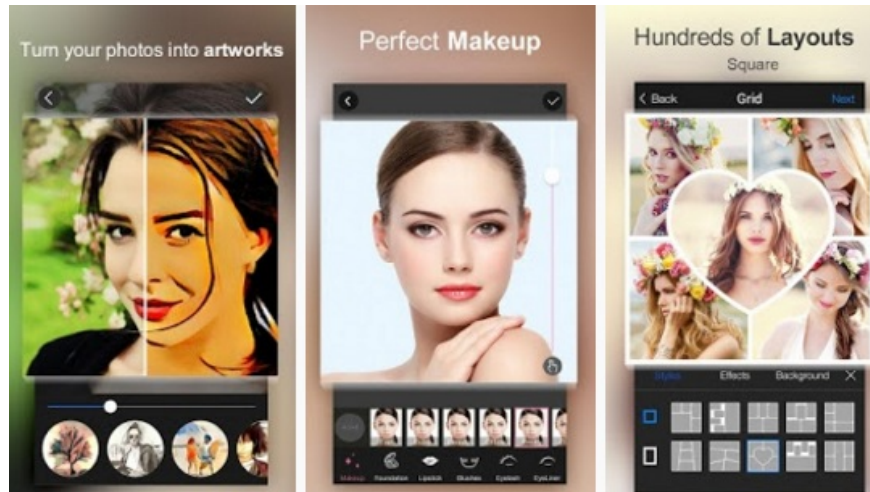 Turn your photos into artworks
Perfect Makeup
Hundreds of Layouts
Square
Back
Grid
Next
Styles
Effects
Background
Makeup
Foundation
Lipstick
Blushes
Eyelash
EyeLiner